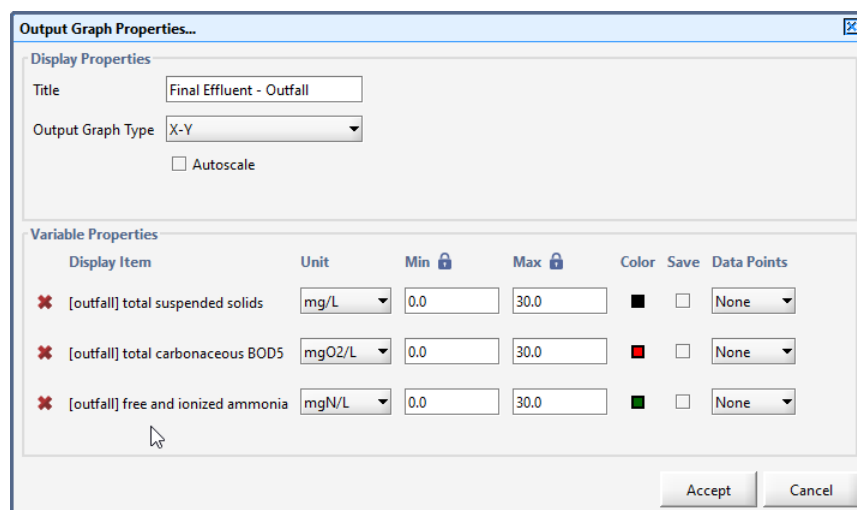 Output Graph Properties...
Display Properties
Title Final Effluent - Outfall
Output Graph Type X-Y
Autoscale
Variable Properties
Display Item Unit Min Max Color Save Data Points
[outfall] total suspended solids mg/L 0.0 30.0 None
[outfall] total carbonaceous BOD5 mgO2/L 0.0 30.0 None
[outfall] free and ionized ammonia mgN/L 0.0 30.0 None
Accept Cancel